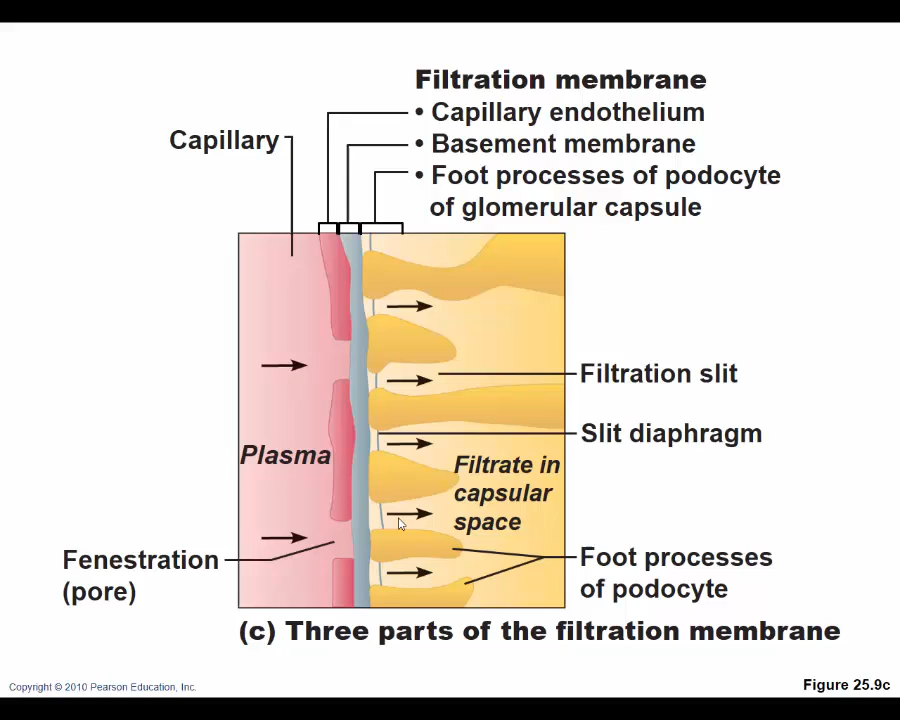 Filtration membrane
• Capillary endothelium
• Basement membrane
• Foot processes of podocyte
of glomerular capsule
Capillary
Filtration slit
Slit diaphragm
Plasma
Filtrate in
capsular
space
Fenestration
(pore)
Foot processes
of podocyte
(c) Three parts of the filtration membrane
Copyright © 2010 Pearson Education, Inc.
Figure 25.9c